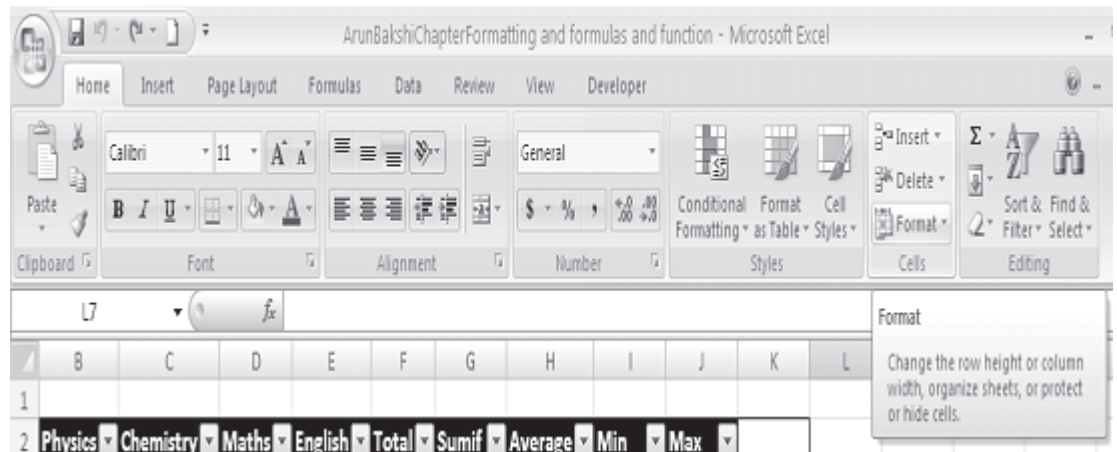 ArunBakshiChapterFormatting and formulas and function - Microsoft Excel
Home Insert Page Layout Formulas Data Review View Developer
Calibri 11 A A General Insert Σ
Delete
Paste B I U A $ % , Conditional Format Cell Format Sort & Find &
Formatting as Table Styles Filter Select
Clipboard Font Alignment Number Styles Cells Editing
L7 fx
Format
B C D E F G H I J K L
Change the row height or column
width, organize sheets, or protect
or hide cells.
1
2 Physics Chemistry Maths English Total Sumif Average Min Max